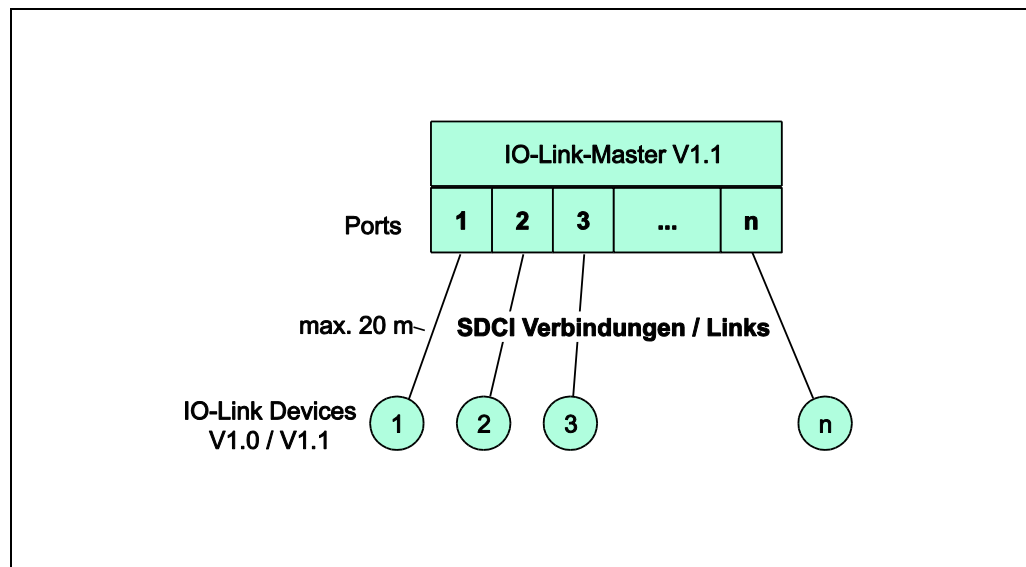 IO-Link-Master V1.1
Ports 1 2 3 ... n
max. 20 m
SDCI Verbindungen / Links
IO-Link Devices
V1.0 / V1.1
1 2 3 n